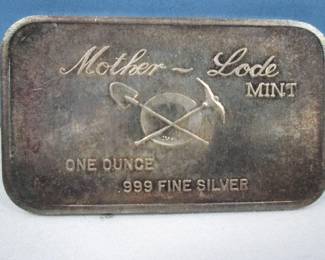 Mother ~ Lode
MINT
ONE OUNCE
.999 FINE SILVER